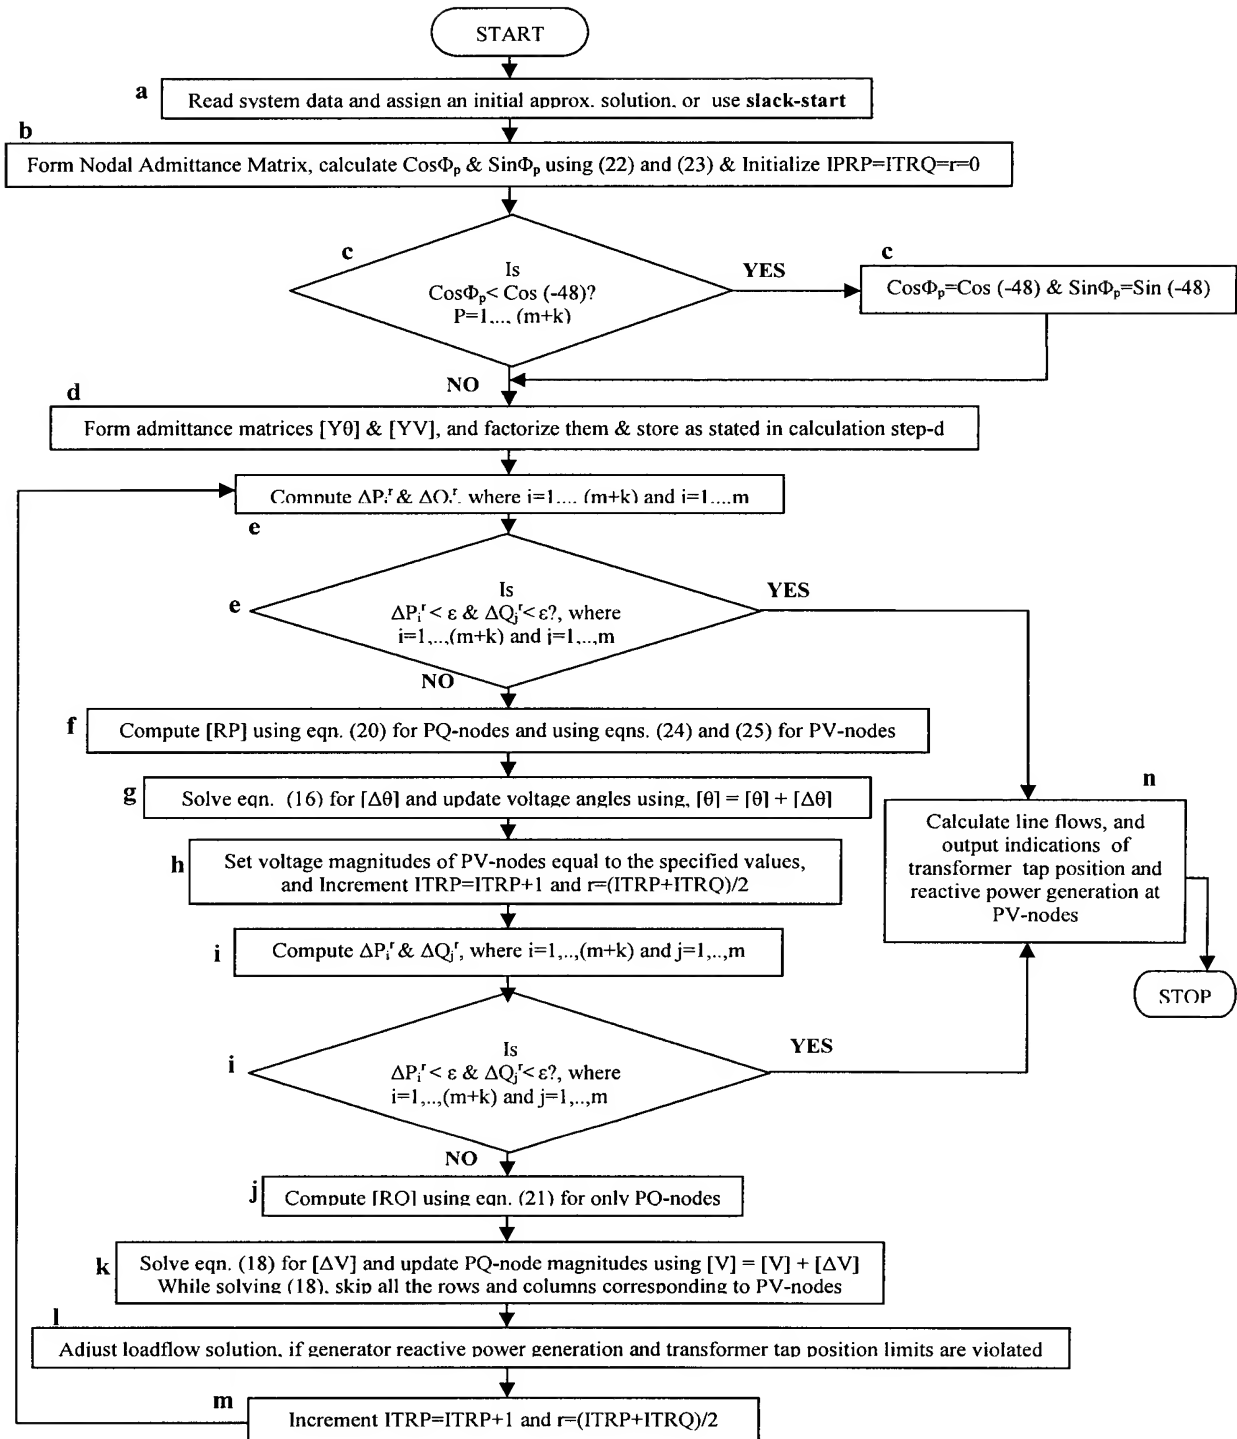 START
a
Read system data and assign an initial approx. solution, or use slack-start
b
Form Nodal Admittance Matrix, calculate CosΦp & SinΦp using (22) and (23) & Initialize IPRP=ITRQ=r=0
c
Is
CosΦp< Cos (-48)?
P=1,.., (m+k)
YES
c
CosΦp=Cos (-48) & SinΦp=Sin (-48)
NO
d
Form admittance matrices [Yθ] & [YV], and factorize them & store as stated in calculation step-d
Compute ΔPiʳ & ΔQiʳ, where i=1,..., (m+k) and i=1,..,m
e
e
Is
ΔPiʳ< ε & ΔQjʳ< ε?, where
i=1,..,(m+k) and j=1,..,m
YES
NO
f
Compute [RP] using eqn. (20) for PQ-nodes and using eqns. (24) and (25) for PV-nodes
g
Solve eqn. (16) for [Δθ] and update voltage angles using, [θ] = [θ] + [Δθ]
h
Set voltage magnitudes of PV-nodes equal to the specified values,
and Increment ITRP=ITRP+1 and r=(ITRP+ITRQ)/2
n
Calculate line flows, and
output indications of
transformer tap position and
reactive power generation at
PV-nodes
STOP
i
Compute ΔPiʳ & ΔQjʳ, where i=1,..,(m+k) and j=1,..,m
i
Is
ΔPiʳ< ε & ΔQjʳ< ε?, where
i=1,..,(m+k) and j=1,..,m
YES
NO
j
Compute [RQ] using eqn. (21) for only PQ-nodes
k
Solve eqn. (18) for [ΔV] and update PQ-node magnitudes using [V] = [V] + [ΔV]
While solving (18), skip all the rows and columns corresponding to PV-nodes
l
Adjust loadflow solution, if generator reactive power generation and transformer tap position limits are violated
m
Increment ITRP=ITRP+1 and r=(ITRP+ITRQ)/2